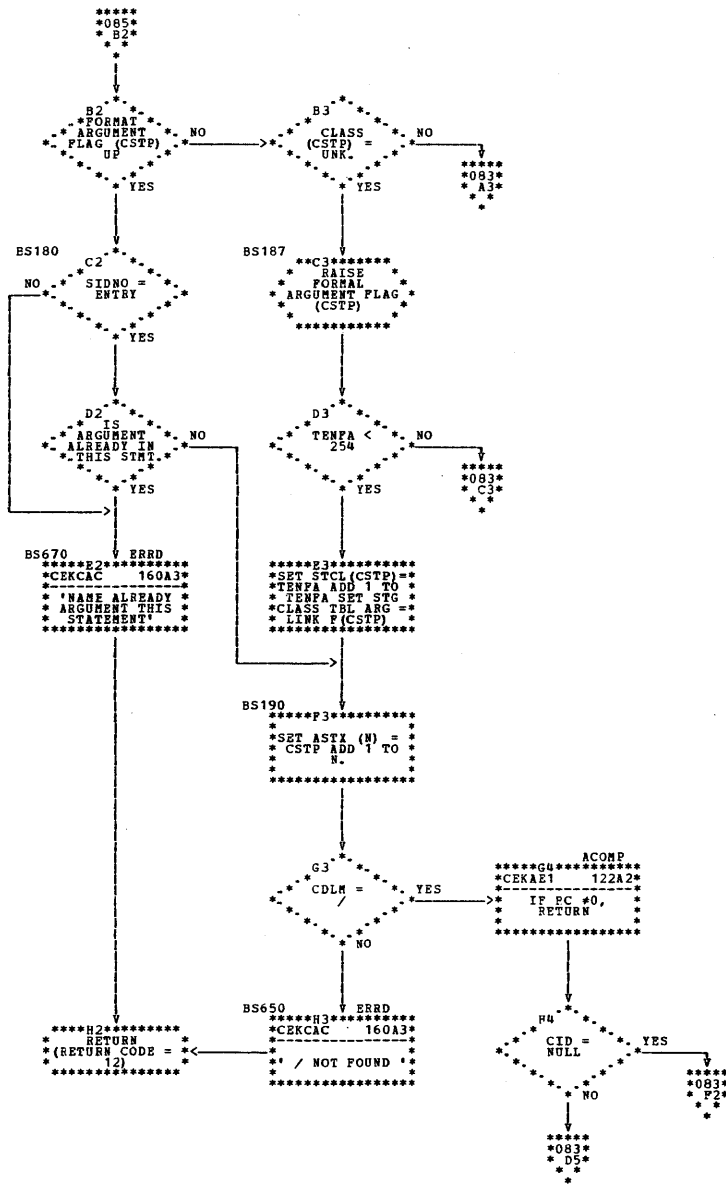 *085*
B2
B2
FORMAT
ARGUMENT
FLAG (CSTP)
UP
NO
YES
B3
CLASS
(CSTP) =
UNK.
NO
YES
*083*
A3
BS180
C2
SIDNO =
ENTRY
NO
YES
BS187
C3
RAISE
FORMAL
ARGUMENT FLAG
(CSTP)
D2
IS
ARGUMENT
ALREADY IN
THIS STMT
NO
YES
D3
TENFA <
254
NO
YES
*083*
C3
BS670 ERRD
E2
CEKCAC 160A3
'NAME ALREADY
ARGUMENT THIS
STATEMENT'
E3
SET STCL(CSTP)=
TENFA ADD 1 TO
TENFA SET STG
CLASS TBL ARG =
LINK F(CSTP)
BS190
F3
SET ASTX (N) =
CSTP ADD 1 TO
N.
G3
CDLM =
/
YES
NO
ACOMP
G4
CEKAE1 122A2
IF PC ≠0,
RETURN
BS650 ERRD
H3
CEKCAC 160A3
' / NOT FOUND '
H2
RETURN
(RETURN CODE =
12)
H4
CID =
NULL
YES
NO
*083*
F2
*083*
D5